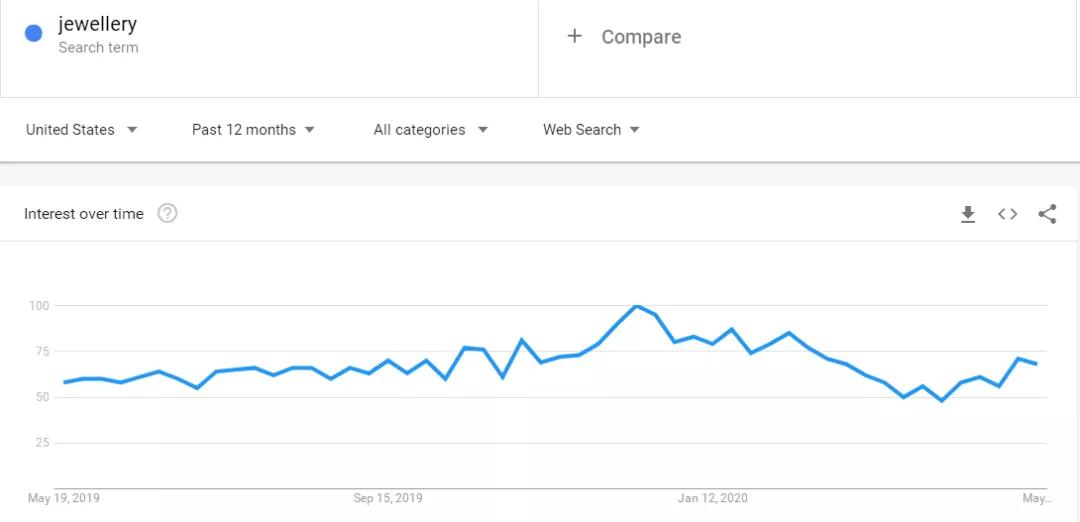 jewellery
Search term
+ Compare
United States
Past 12 months
All categories
Web Search
Interest over time
?
100
75
50
25
May 19, 2019
Sep 15, 2019
Jan 12, 2020
May...